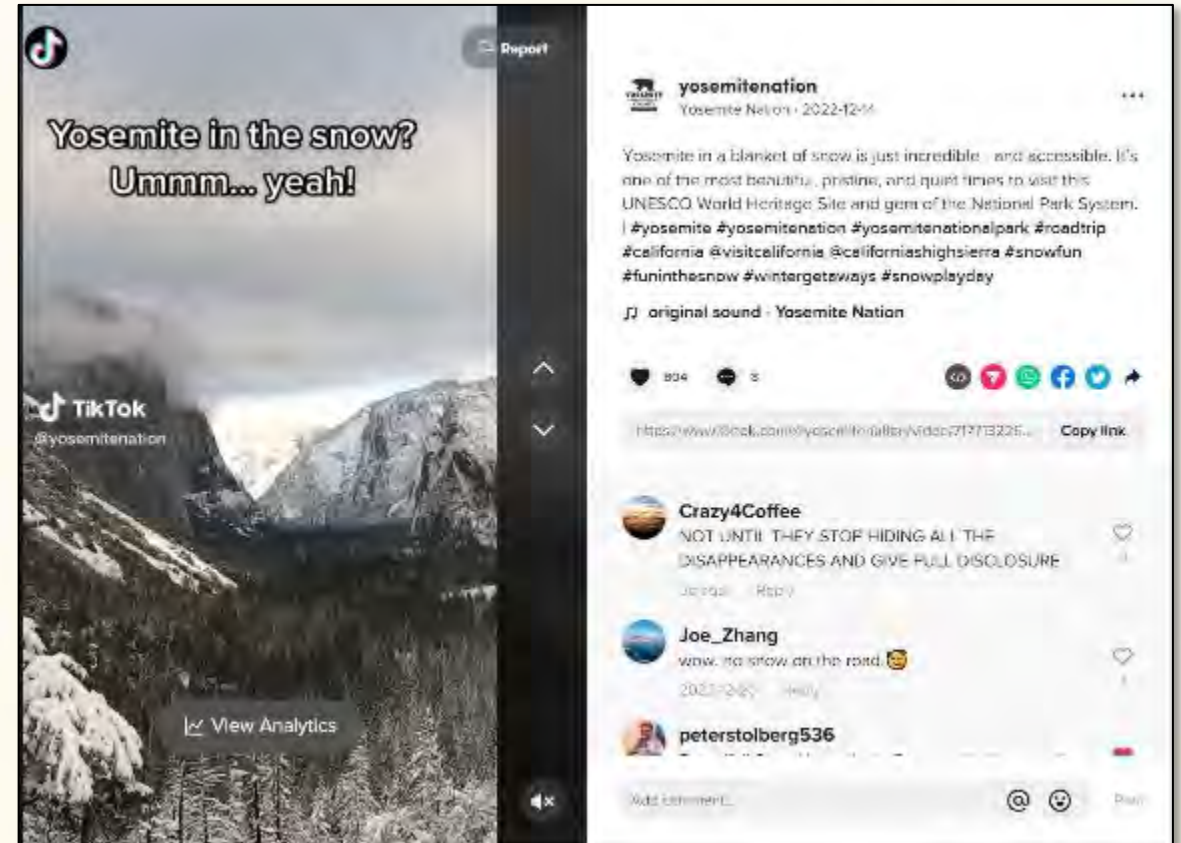 Report
Yosemite in the snow?
Ummm... yeah!
TikTok
@yosemitenation
View Analytics
yosemitenation
Yosemite Nation · 2022-12-14
Yosemite in a blanket of snow is just incredible - and accessible. It's
one of the most beautiful, pristine, and quiet times to visit this
UNESCO World Heritage Site and gem of the National Park System.
| #yosemite #yosemitenation #yosemitenationalpark #roadtrip
#california @visitcalifornia @californiashighsierra #snowfun
#funinthesnow #wintergetaways #snowplayday
original sound - Yosemite Nation
804
8
Copy link
Crazy4Coffee
NOT UNTIL THEY STOP HIDING ALL THE
DISAPPEARANCES AND GIVE FULL DISCLOSURE
Reply
Joe_Zhang
wow. no snow on the road.
Reply
peterstolberg536
Add comment...